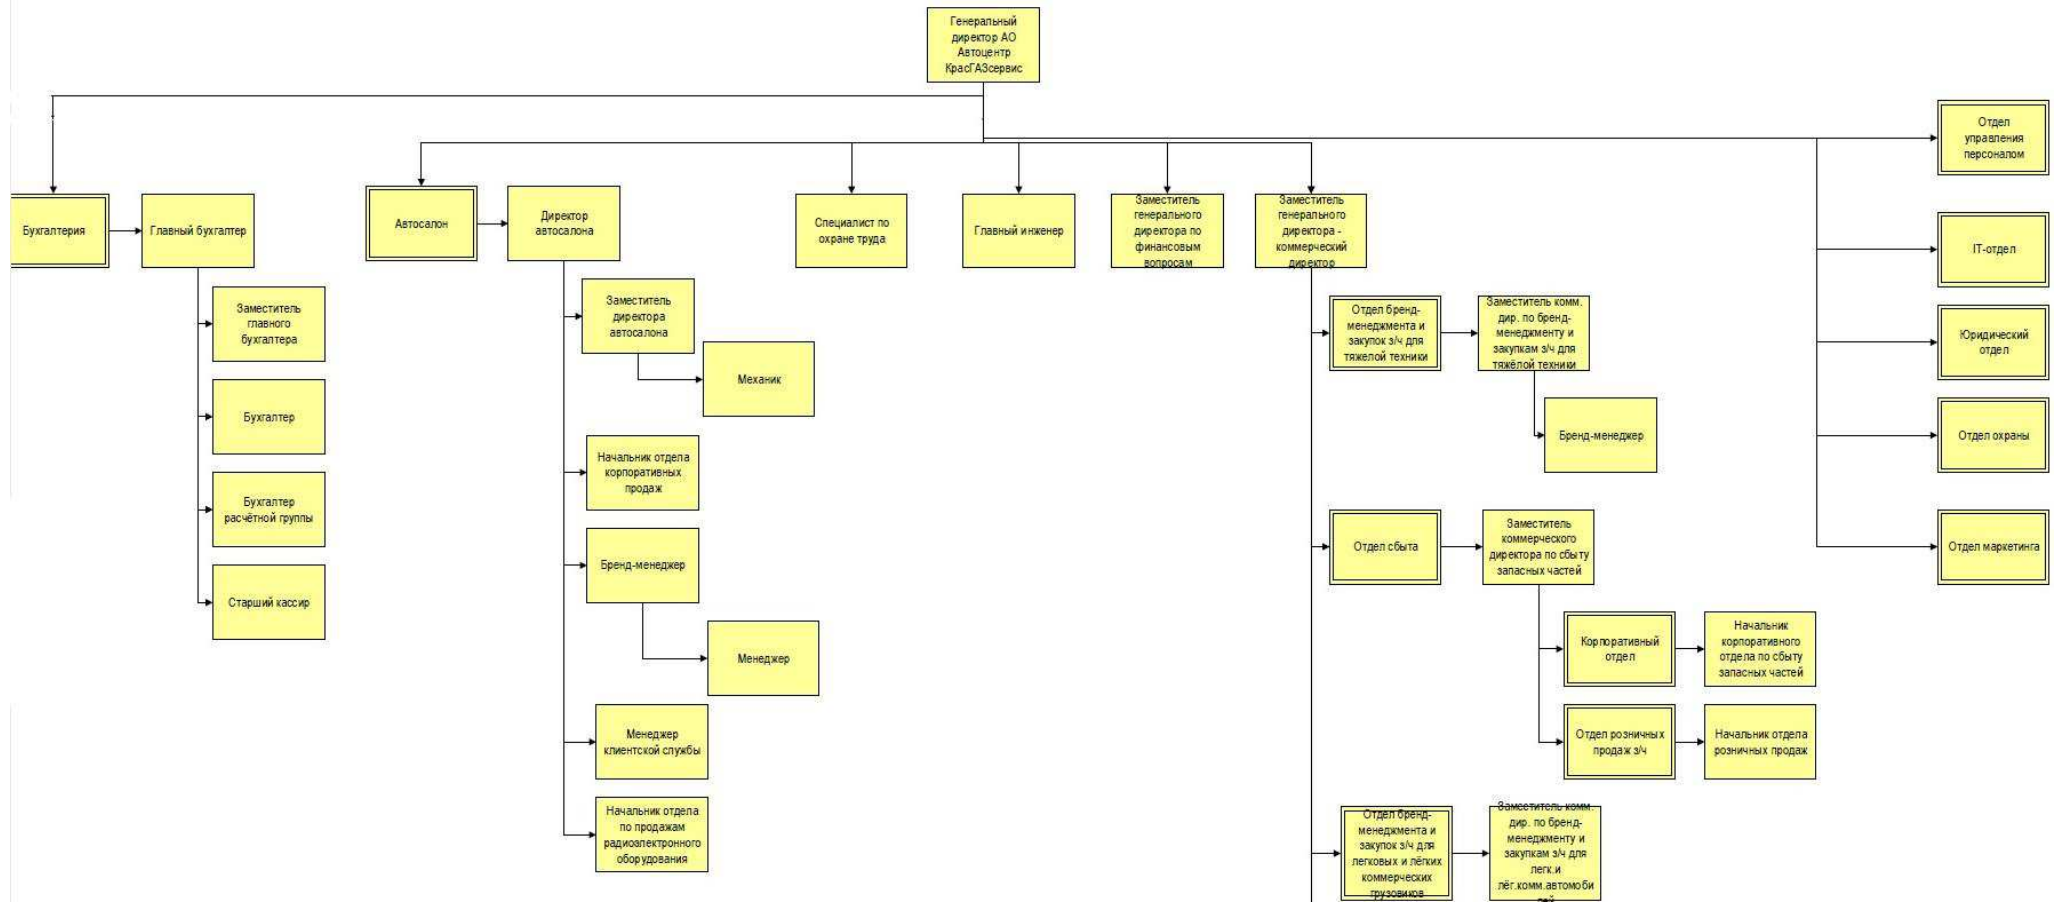 Генеральный
директор АО
Автоцентр
КрасГАЗсервис
Отдел
управления
персоналом
Бухгалтерия
Главный бухгалтер
Автосалон
Директор
автосалона
Специалист по
охране труда
Главный инженер
Заместитель
генерального
директора по
финансовым
вопросам
Заместитель
генерального
директора -
коммерческий
директор
IT-отдел
Заместитель
главного
бухгалтера
Заместитель
директора
автосалона
Механик
Отдел бренд-
менеджмента и
закупок з/ч для
тяжелой техники
Заместитель комм.
дир. по бренд-
менеджменту и
закупкам з/ч для
тяжёлой техники
Юридический
отдел
Бухгалтер
Начальник отдела
корпоративных
продаж
Бренд-менеджер
Отдел охраны
Бухгалтер
расчётной группы
Бренд-менеджер
Менеджер
Отдел сбыта
Заместитель
коммерческого
директора по сбыту
запасных частей
Отдел маркетинга
Старший кассир
Корпоративный
отдел
Начальник
корпоративного
отдела по сбыту
запасных частей
Менеджер
клиентской службы
Отдел розничных
продаж з/ч
Начальник отдела
розничных продаж
Начальник отдела
по продажам
радиоэлектронного
оборудования
Отдел бренд-
менеджмента и
закупок з/ч для
легковых и лёгких
коммерческих
грузовиков
Заместитель комм.
дир. по бренд-
менеджменту и
закупкам з/ч для
легк.и
лёг.комм.автомоби
лей